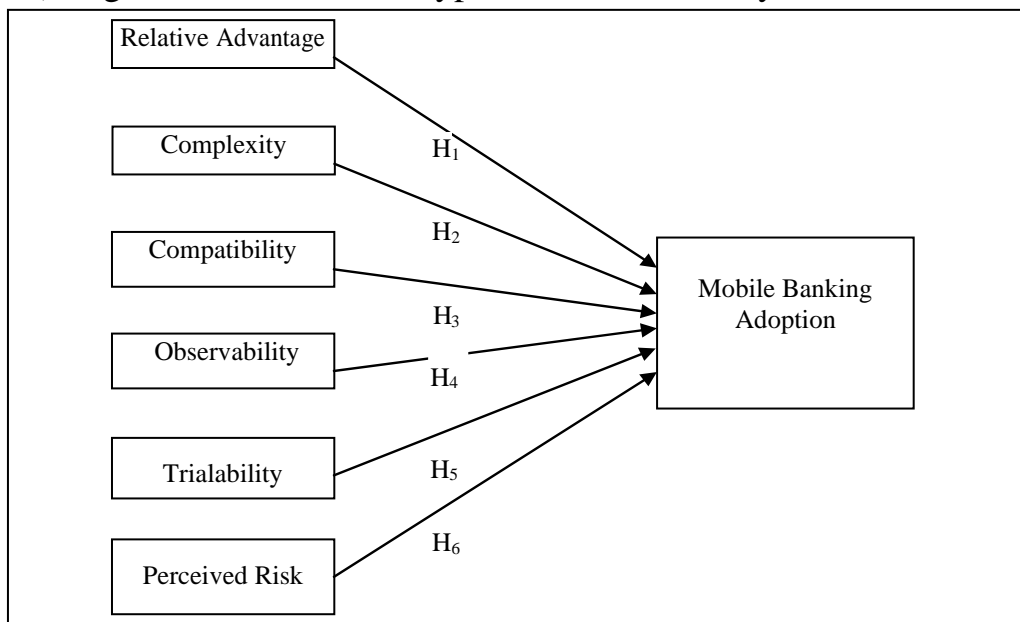 Relative Advantage
H1
Complexity
H2
Compatibility
Mobile Banking
Adoption
H3
Observability
H4
Trialability
H5
H6
Perceived Risk